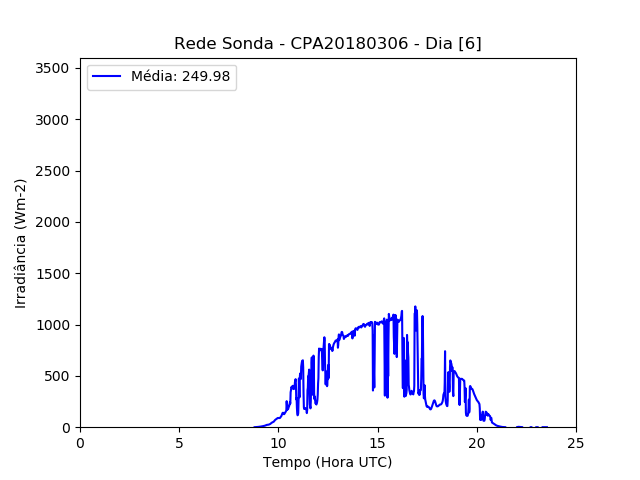 Rede Sonda - CPA20180306 - Dia [6]
Média: 249.98
Irradiância (Wm-2)
3500
3000
2500
2000
1500
1000
500
0
0 5 10 15 20 25
Tempo (Hora UTC)